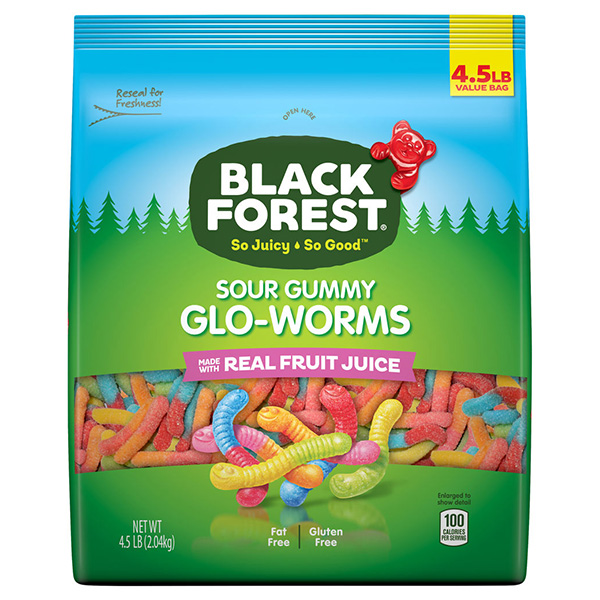 4.5LB
VALUE BAG
Reseal for
Freshness!
OPEN HERE
BLACK
FOREST®
So Juicy So Good™
SOUR GUMMY
GLO-WORMS
MADE WITH REAL FRUIT JUICE
Enlarged to
show detail
NET WT
4.5 LB (2.04kg)
Fat
Free
Gluten
Free
100
CALORIES
PER SERVING